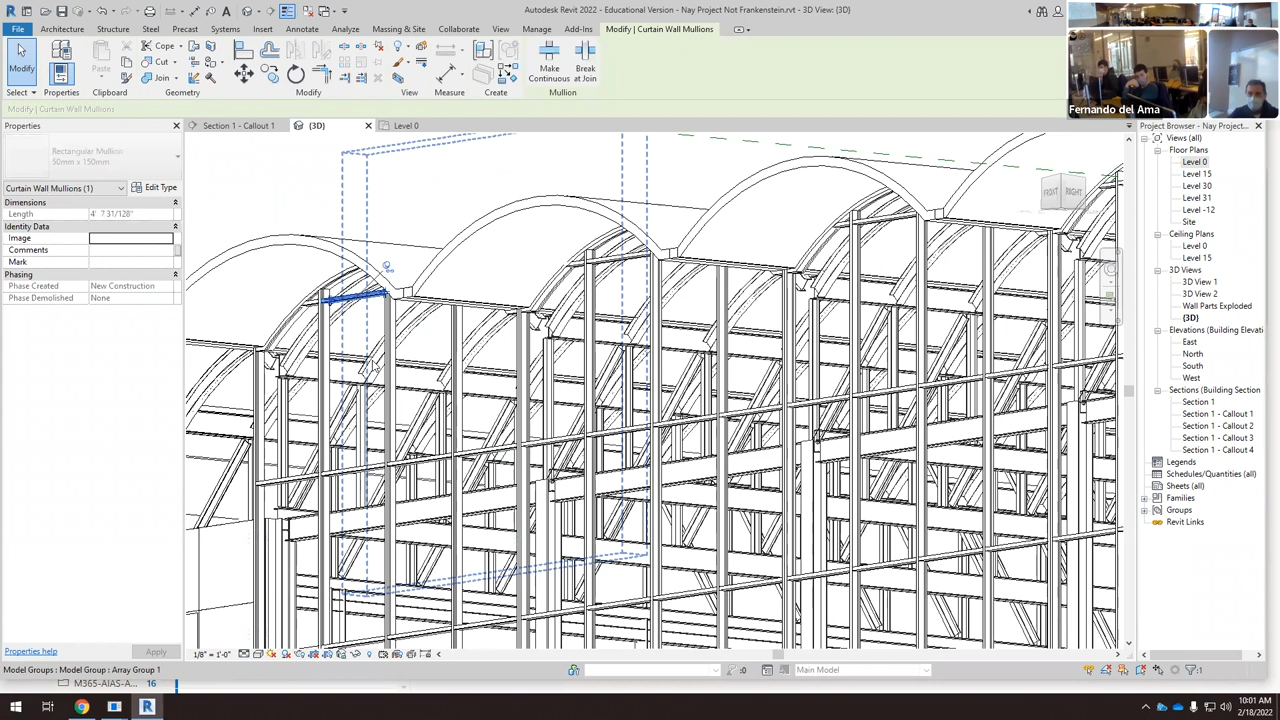 Autodesk Revit 2022 - Educational Version - Nay Project Not Frankenstein.rvt - 3D View: {3D}
File Architecture Structure Steel Precast Systems Insert Annotate Analyze Massing & Site Collaborate View Manage Add-Ins Modify | Curtain Wall Mullions
Modify Properties Paste Cope Cut Join Make Continuous Break at Join
Select Properties Clipboard Geometry Modify View Measure Create Mullion
Modify | Curtain Wall Mullions
Fernando del Ama
Properties
Section 1 - Callout 1
{3D}
Level 0
Project Browser - Nay Project Not...
Rectangular Mullion
50mm x 150mm
Curtain Wall Mullions (1)
Edit Type
Dimensions
Length 4' 7 31/128"
Identity Data
Image
Comments
Mark
Phasing
Phase Created New Construction
Phase Demolished None
FRONT RIGHT
Views (all)
Floor Plans
Level 0
Level 15
Level 30
Level 31
Level -12
Site
Ceiling Plans
Level 0
Level 15
3D Views
3D View 1
3D View 2
Wall Parts Exploded
{3D}
Elevations (Building Elevati
East
North
South
West
Sections (Building Section
Section 1
Section 1 - Callout 1
Section 1 - Callout 2
Section 1 - Callout 3
Section 1 - Callout 4
Legends
Schedules/Quantities (all)
Sheets (all)
Families
Groups
Revit Links
Properties help
Apply
1/8" = 1'-0"
Model Groups : Model Group : Array Group 1
:0
Main Model
:1
M365-AIAS-A... 16
10:01 AM
2/18/2022